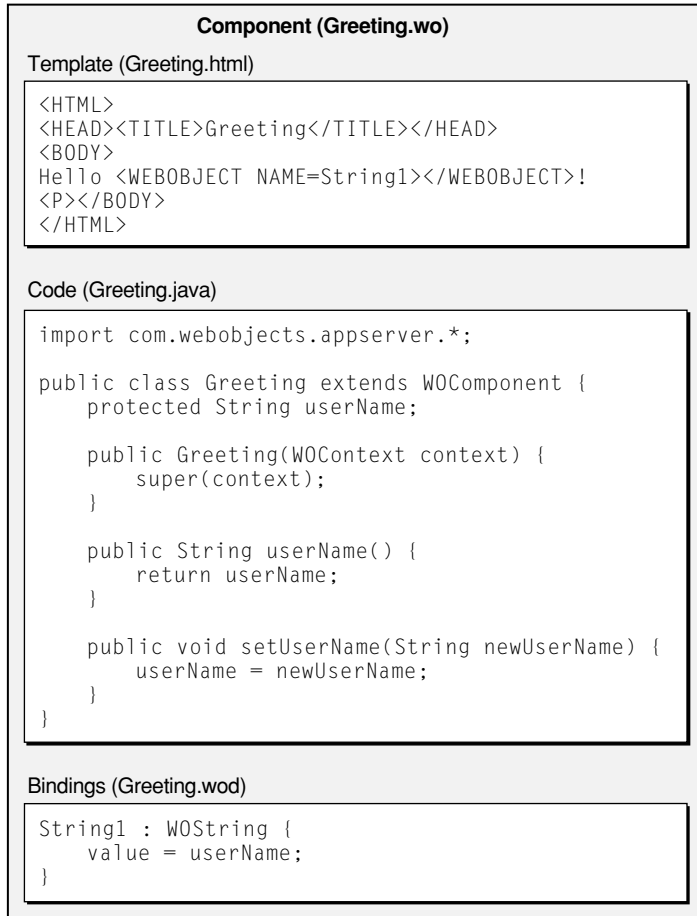 Component (Greeting.wo)
Template (Greeting.html)
<HTML>
<HEAD><TITLE>Greeting</TITLE></HEAD>
<BODY>
Hello <WEBOBJECT NAME=String1></WEBOBJECT>!
<P></BODY>
</HTML>
Code (Greeting.java)
import com.webobjects.appserver.*;
public class Greeting extends WOComponent {
protected String userName;
public Greeting(WOContext context) {
super(context);
}
public String userName() {
return userName;
}
public void setUserName(String newUserName) {
userName = newUserName;
}
}
Bindings (Greeting.wod)
String1 : WOString {
value = userName;
}